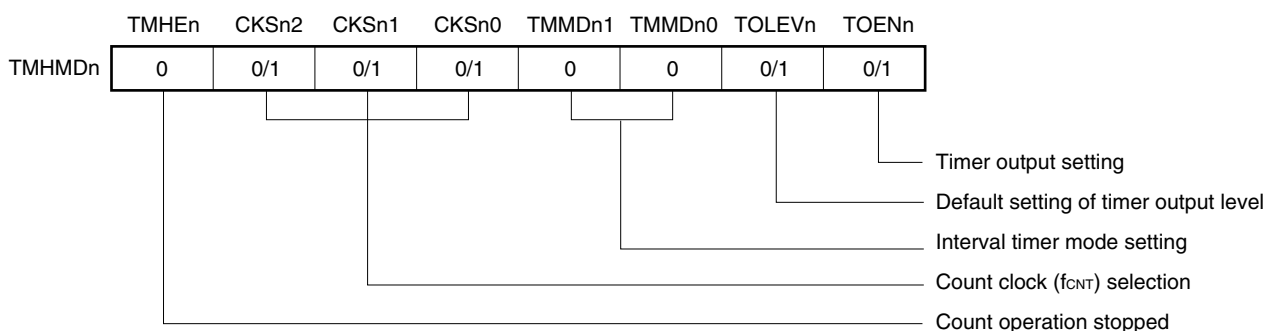 TMHEn CKSn2 CKSn1 CKSn0 TMMDn1 TMMDn0 TOLEVn TOENn
TMHMDn 0 0/1 0/1 0/1 0 0 0/1 0/1
Timer output setting
Default setting of timer output level
Interval timer mode setting
Count clock (fCNT) selection
Count operation stopped